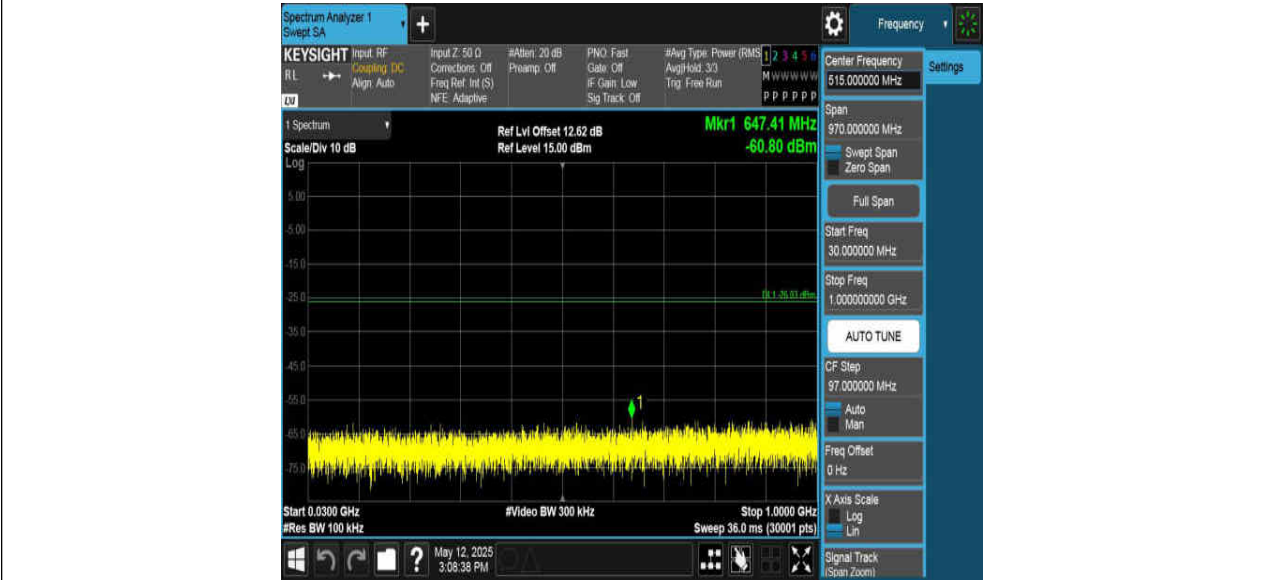 Spectrum Analyzer 1
Swept SA
Frequency
KEYSIGHT
RL
Input: RF
Coupling: DC
Align: Auto
Input Z: 50 Ω
Corrections: Off
Freq Ref: Int (S)
NFE: Adaptive
#Atten: 20 dB
Preamp: Off
PNO: Fast
Gate: Off
IF Gain: Low
Sig Track: Off
#Avg Type: Power (RMS
Avg|Hold: 3/3
Trig: Free Run
1 2 3 4 5 6
M W W W W W
P P P P P P
1 Spectrum
Scale/Div 10 dB
Log
Ref Lvl Offset 12.62 dB
Ref Level 15.00 dBm
Mkr1 647.41 MHz
-60.80 dBm
5.00
-5.00
-15.0
-25.0
DL1 -26.03 dBm
-35.0
-45.0
-55.0
1
-65.0
-75.0
Start 0.0300 GHz
#Res BW 100 kHz
#Video BW 300 kHz
Stop 1.0000 GHz
Sweep 36.0 ms (30001 pts)
Center Frequency
515.000000 MHz
Settings
Span
970.000000 MHz
Swept Span
Zero Span
Full Span
Start Freq
30.000000 MHz
Stop Freq
1.000000000 GHz
AUTO TUNE
CF Step
97.000000 MHz
Auto
Man
Freq Offset
0 Hz
X Axis Scale
Log
Lin
Signal Track
(Span Zoom)
May 12, 2025
3:08:38 PM